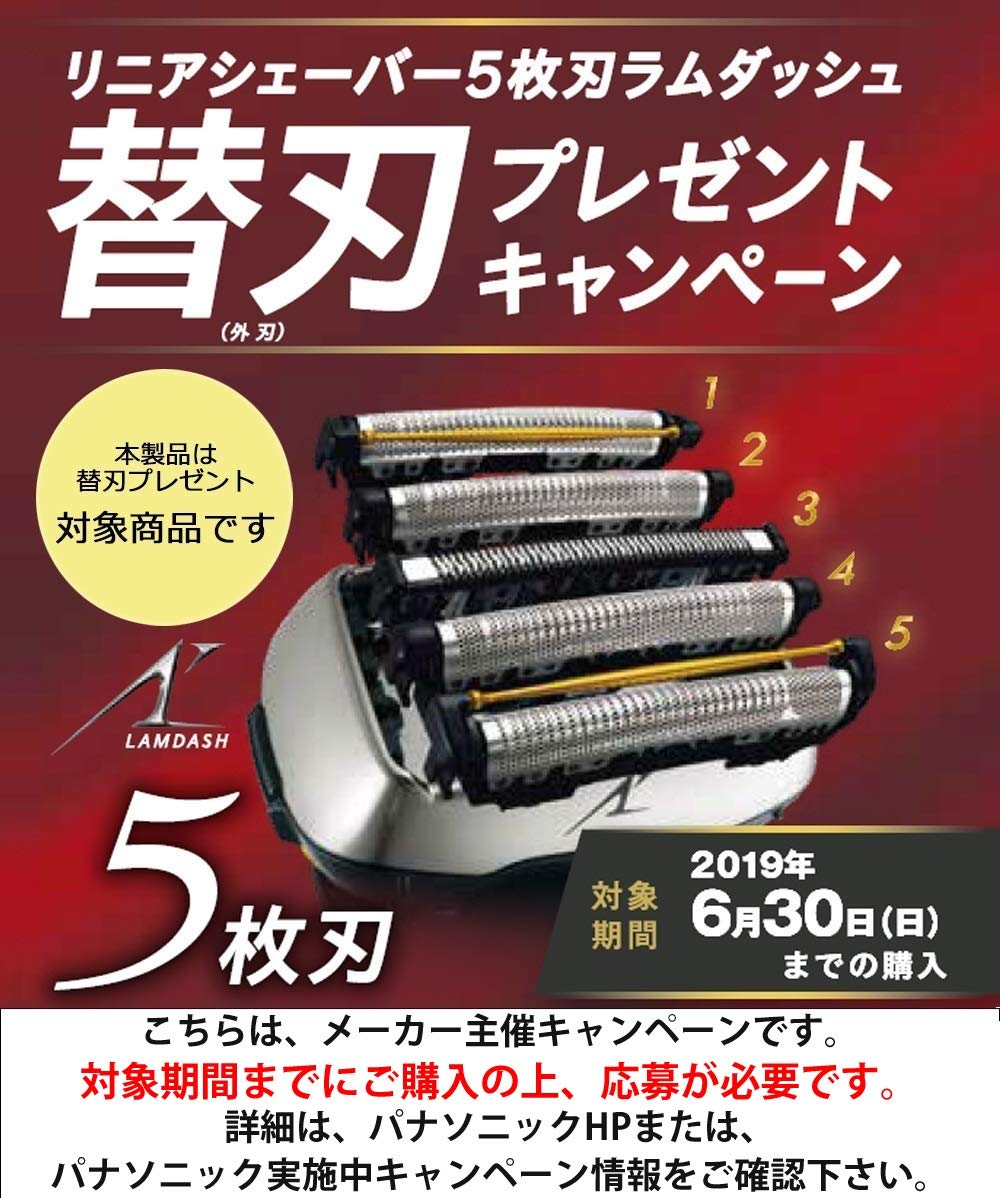 リニアシェーバー5枚刃ラムダッシュ
替刃
(外刃)
プレゼント
キャンペーン
本製品は
替刃プレゼント
対象商品です
1
2
3
4
5
LAMDASH
5枚刃
対象
期間
2019年
6月30日(日)
までの購入
こちらは、メーカー主催キャンペーンです。
対象期間までにご購入の上、応募が必要です。
詳細は、パナソニックHPまたは、
パナソニック実施中キャンペーン情報をご確認下さい。